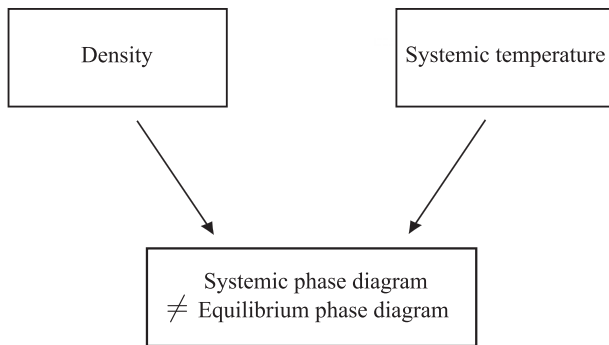 Density
Systemic temperature
Systemic phase diagram
≠ Equilibrium phase diagram